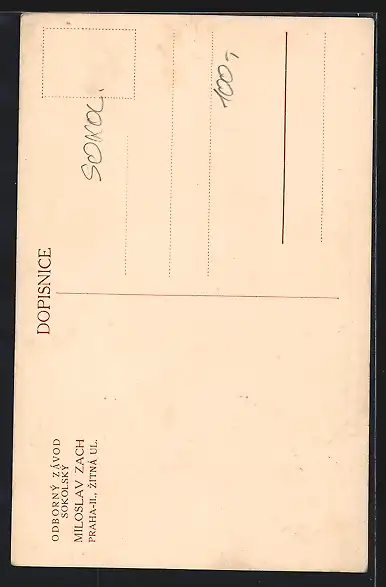 ODBORNÝ ZÁVOD
SOKOLSKÝ
MILOSLAV ZACH
PRAHA-II., ŽITNÁ UL.
DOPISNICE
SOKOL.
100,-